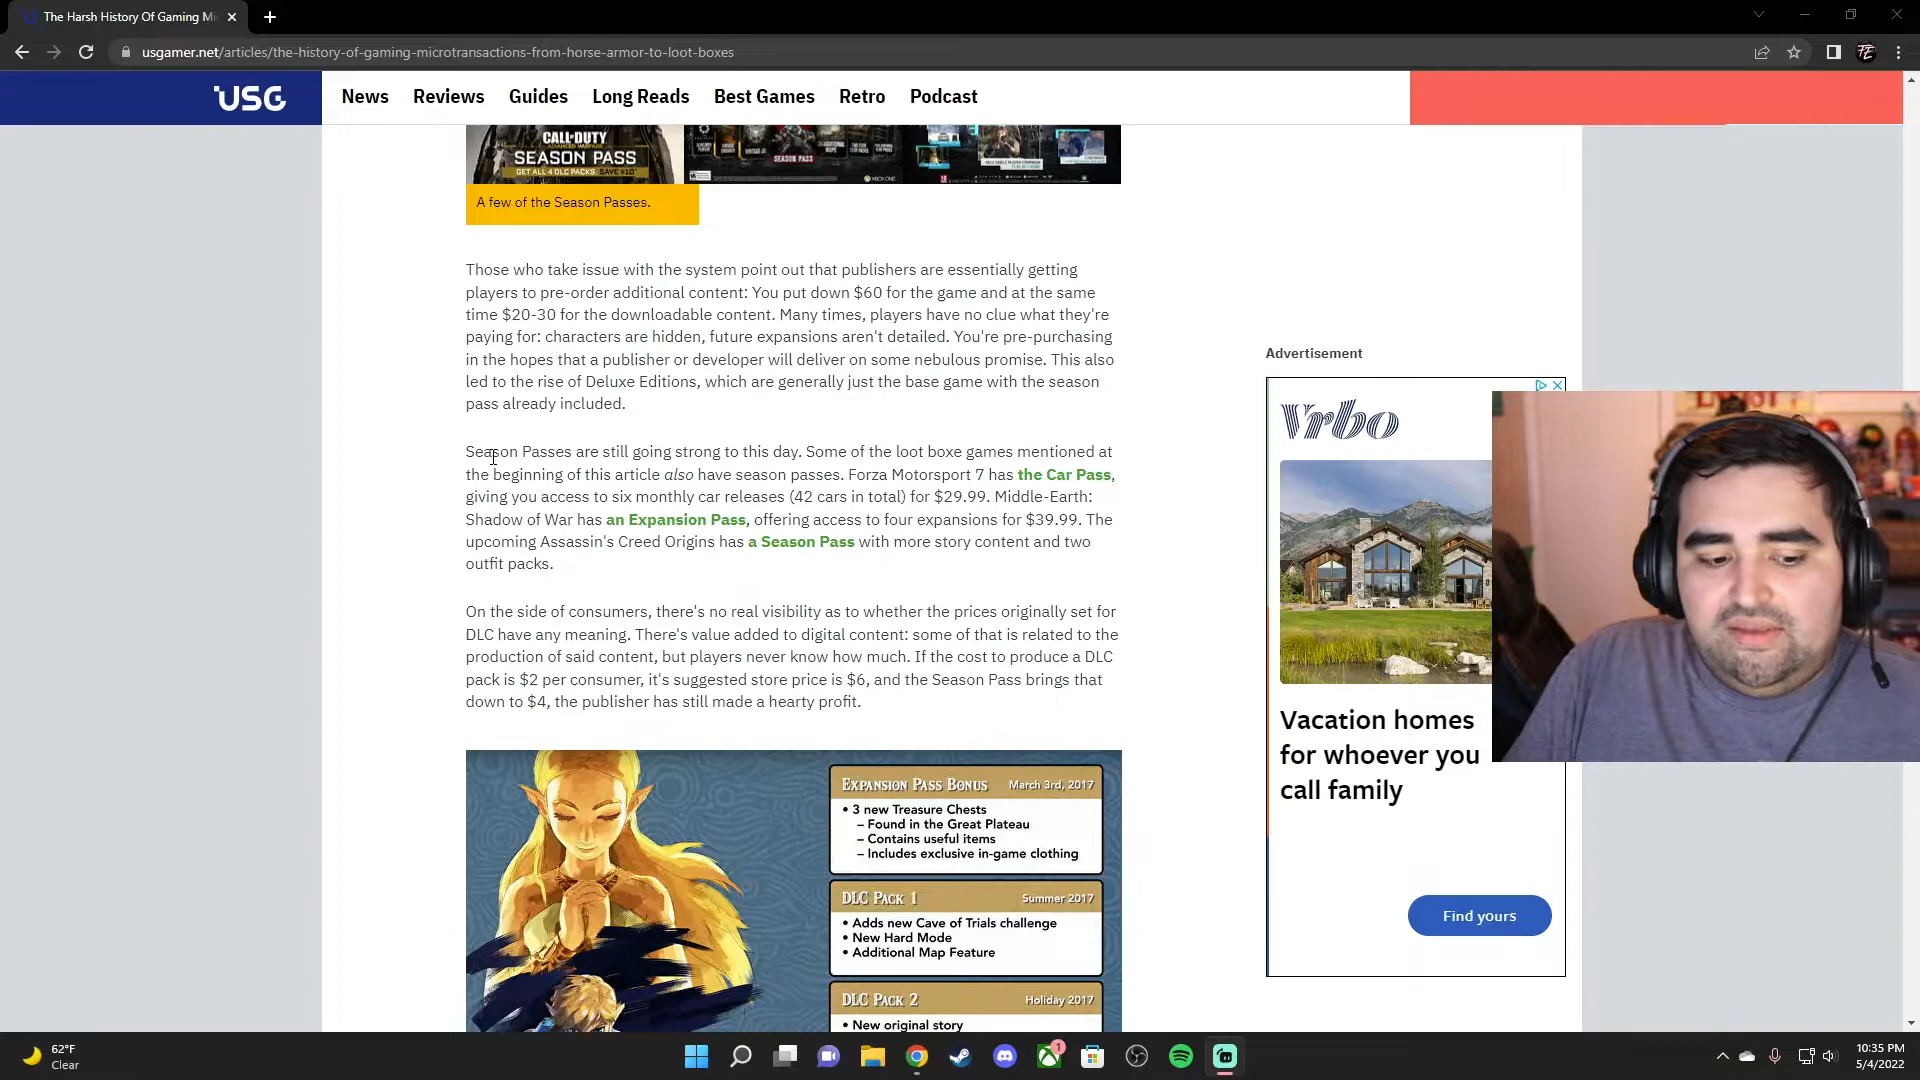 The Harsh History Of Gaming Mi
usgamer.net/articles/the-history-of-gaming-microtransactions-from-horse-armor-to-loot-boxes
USG
News Reviews Guides Long Reads Best Games Retro Podcast
CALL OF DUTY
ADVANCED WARFARE
SEASON PASS
GET ALL 4 DLC PACKS. SAVE $10*
SEASON PASS
XBOX ONE
A few of the Season Passes.
Those who take issue with the system point out that publishers are essentially getting
players to pre-order additional content: You put down $60 for the game and at the same
time $20-30 for the downloadable content. Many times, players have no clue what they're
paying for: characters are hidden, future expansions aren't detailed. You're pre-purchasing
in the hopes that a publisher or developer will deliver on some nebulous promise. This also
led to the rise of Deluxe Editions, which are generally just the base game with the season
pass already included.
Season Passes are still going strong to this day. Some of the loot boxe games mentioned at
the beginning of this article also have season passes. Forza Motorsport 7 has the Car Pass,
giving you access to six monthly car releases (42 cars in total) for $29.99. Middle-Earth:
Shadow of War has an Expansion Pass, offering access to four expansions for $39.99. The
upcoming Assassin's Creed Origins has a Season Pass with more story content and two
outfit packs.
On the side of consumers, there's no real visibility as to whether the prices originally set for
DLC have any meaning. There's value added to digital content: some of that is related to the
production of said content, but players never know how much. If the cost to produce a DLC
pack is $2 per consumer, it's suggested store price is $6, and the Season Pass brings that
down to $4, the publisher has still made a hearty profit.
EXPANSION PASS BONUS March 3rd, 2017
• 3 new Treasure Chests
– Found in the Great Plateau
– Contains useful items
– Includes exclusive in-game clothing
DLC PACK 1 Summer 2017
• Adds new Cave of Trials challenge
• New Hard Mode
• Additional Map Feature
DLC PACK 2 Holiday 2017
• New original story
Advertisement
Vrbo
Vacation homes
for whoever you
call family
Find yours
62°F
Clear
1
10:35 PM
5/4/2022